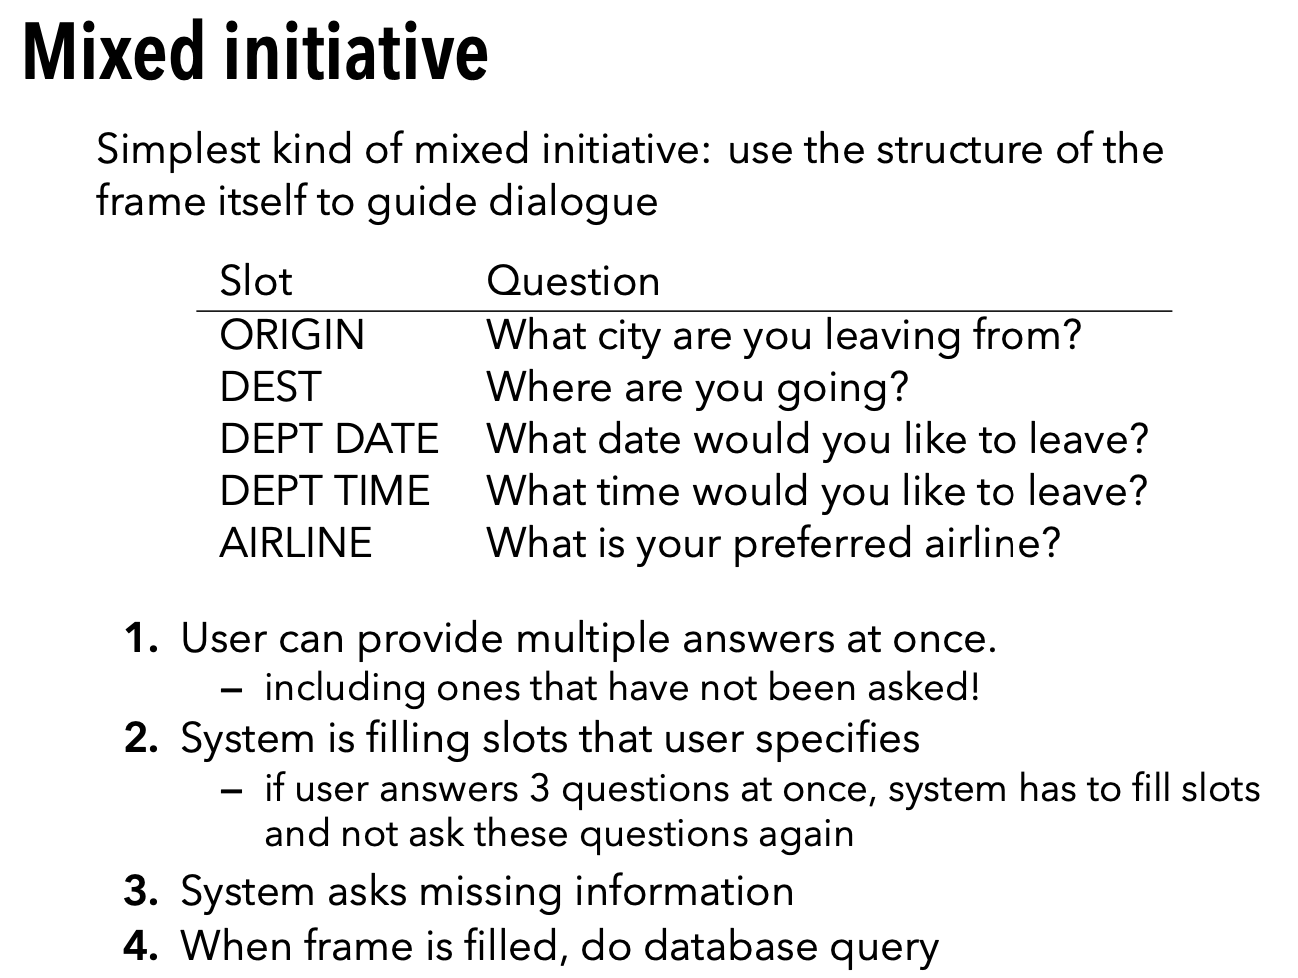 Mixed initiative
Simplest kind of mixed initiative: use the structure of the
frame itself to guide dialogue
Slot Question
ORIGIN What city are you leaving from?
DEST Where are you going?
DEPT DATE What date would you like to leave?
DEPT TIME What time would you like to leave?
AIRLINE What is your preferred airline?
1. User can provide multiple answers at once.
– including ones that have not been asked!
2. System is filling slots that user specifies
– if user answers 3 questions at once, system has to fill slots
and not ask these questions again
3. System asks missing information
4. When frame is filled, do database query